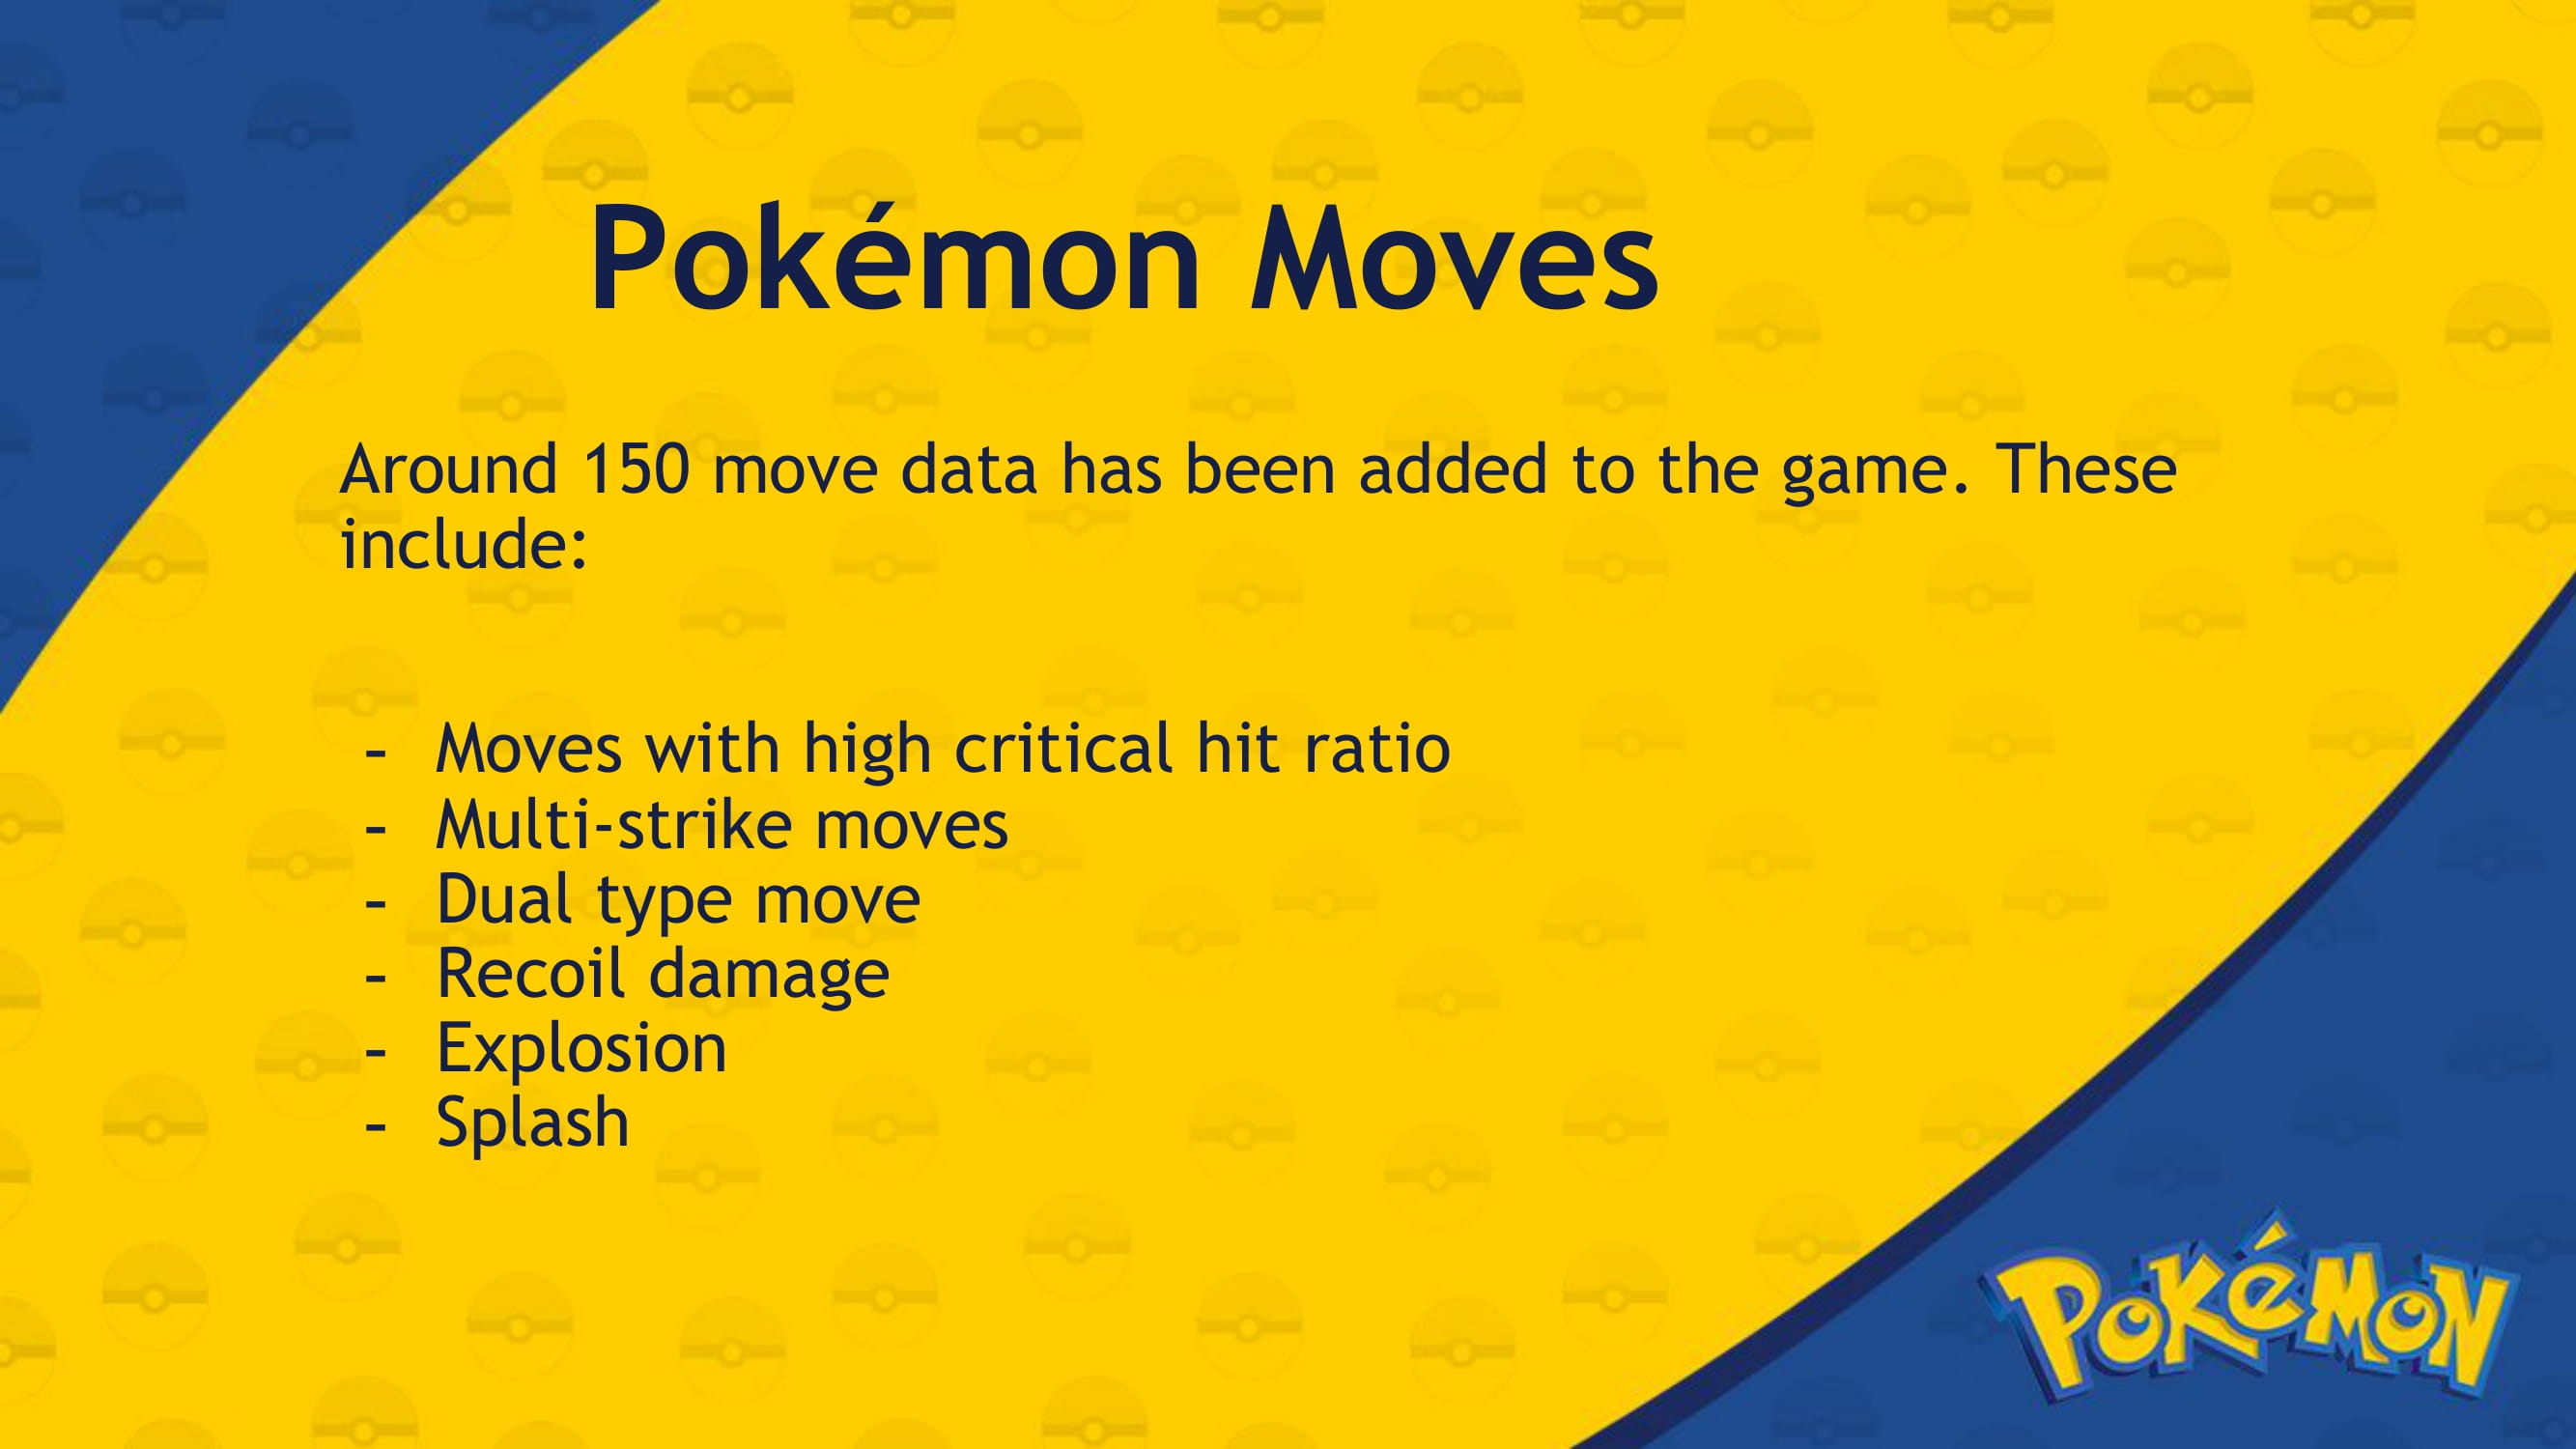 Pokémon Moves
Around 150 move data has been added to the game. These
include:
- Moves with high critical hit ratio
- Multi-strike moves
- Dual type move
- Recoil damage
- Explosion
- Splash
POKéMON